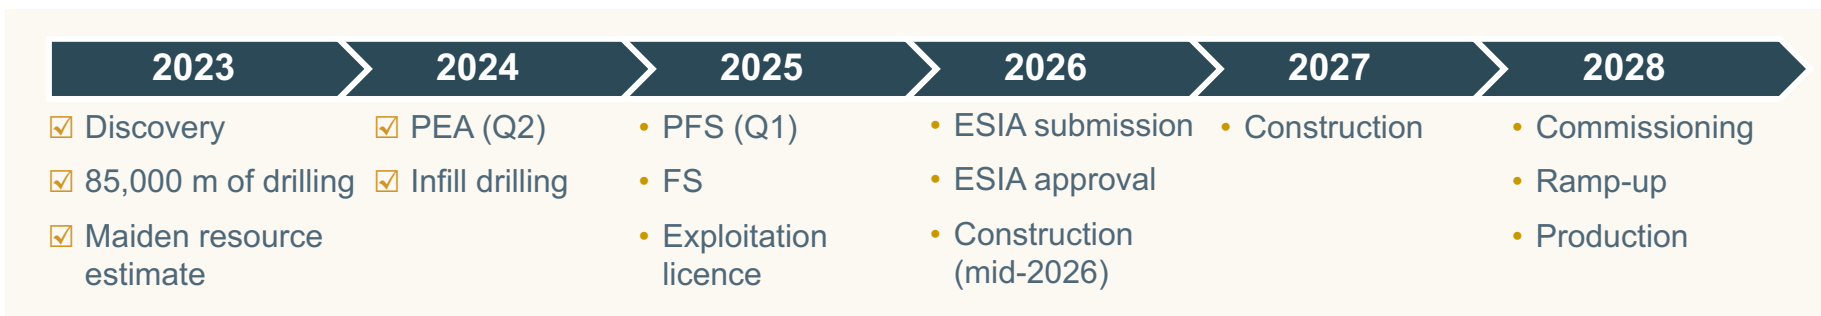 2023
2024
2025
2026
2027
2028
☑ Discovery
☑ 85,000 m of drilling
☑ Maiden resource
estimate
☑ PEA (Q2)
☑ Infill drilling
• PFS (Q1)
• FS
• Exploitation
licence
• ESIA submission
• ESIA approval
• Construction
(mid-2026)
• Construction
• Commissioning
• Ramp-up
• Production